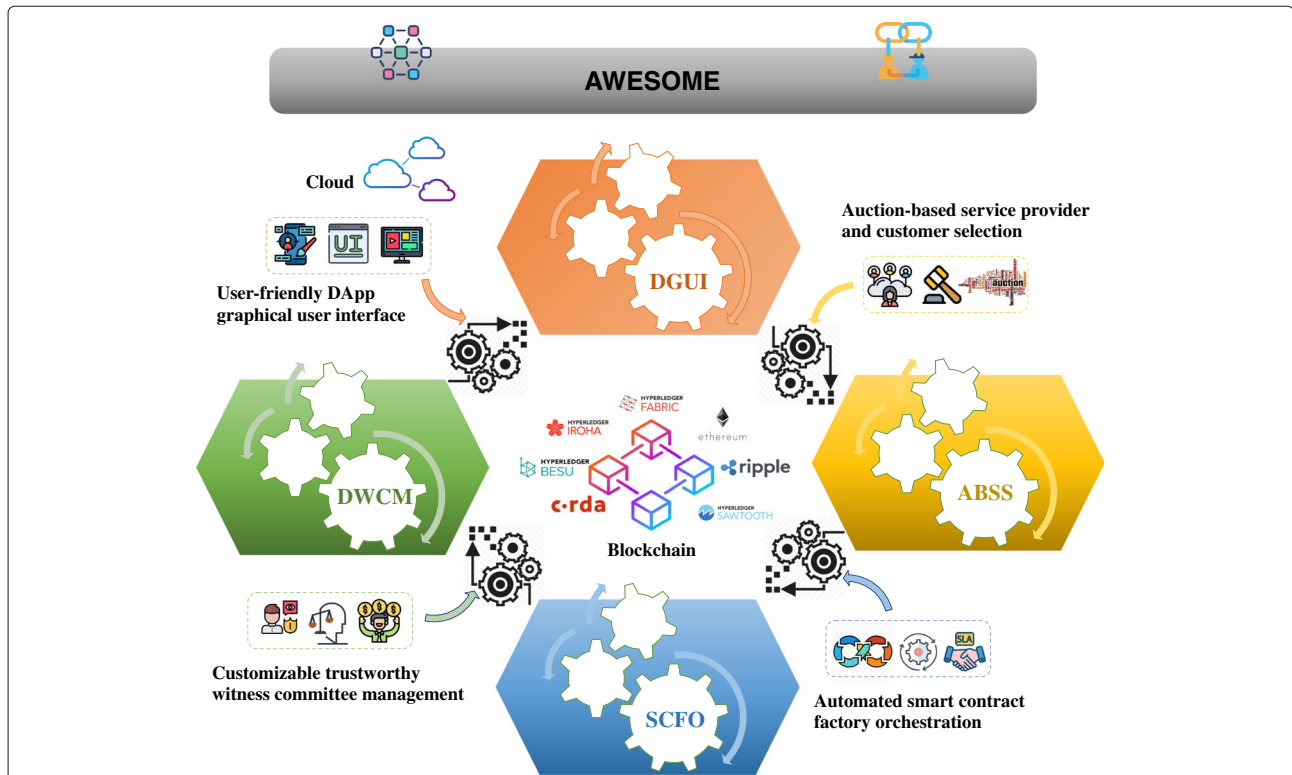 AWESOME
Cloud
UI
User-friendly DApp
graphical user interface
DGUI
Auction-based service provider
and customer selection
auction
HYPERLEDGER
FABRIC
HYPERLEDGER
IROHA
ethereum
HYPERLEDGER
BESU
ripple
c·rda
HYPERLEDGER
SAWTOOTH
Blockchain
DWCM
ABSS
Customizable trustworthy
witness committee management
SCFO
SLA
Automated smart contract
factory orchestration